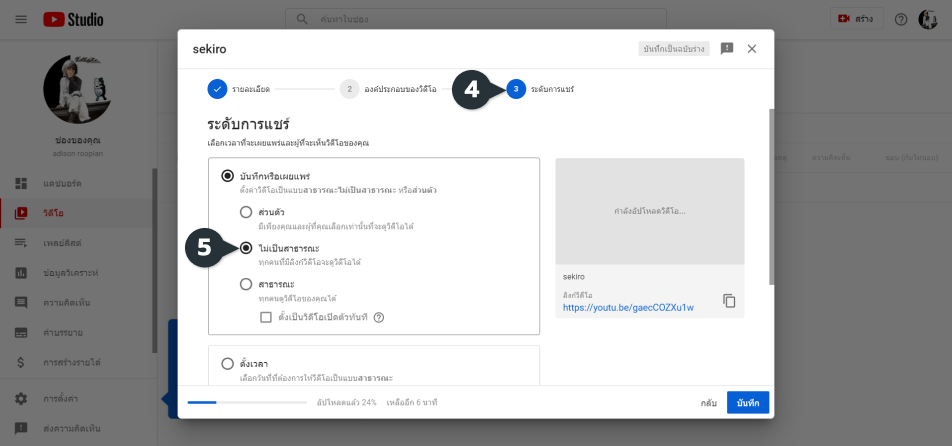 Studio
ค้นหาในช่อง
สร้าง
sekiro
บันทึกเป็นฉบับร่าง
รายละเอียด
2
องค์ประกอบของวิดีโอ
4
3
ระดับการแชร์
ระดับการแชร์
เลือกเวลาที่จะเผยแพร่และผู้ที่จะเห็นวิดีโอของคุณ
บันทึกหรือเผยแพร่
ตั้งค่าวิดีโอเป็นแบบสาธารณะไม่เป็นสาธารณะ หรือส่วนตัว
ส่วนตัว
มีเพียงคุณและผู้ที่คุณเลือกเท่านั้นที่จะดูวิดีโอได้
5
ไม่เป็นสาธารณะ
ทุกคนที่มีลิงก์วิดีโอจะดูวิดีโอได้
สาธารณะ
ทุกคนดูวิดีโอของคุณได้
ตั้งเป็นวิดีโอเปิดตัวทันที
ตั้งเวลา
เลือกวันที่ที่ต้องการให้วิดีโอเป็นแบบสาธารณะ
กำลังอัปโหลดวิดีโอ...
sekiro
ลิงก์วิดีโอ
https://youtu.be/gaecCOZXu1w
อัปโหลดแล้ว 24%
เหลืออีก 6 นาที
กลับ
บันทึก
ช่องของคุณ
adison roopian
แดชบอร์ด
วิดีโอ
เพลย์ลิสต์
ข้อมูลวิเคราะห์
ความคิดเห็น
คำบรรยาย
การสร้างรายได้
การตั้งค่า
ส่งความคิดเห็น
ความคิดเห็น
ชอบ (กับไม่ชอบ)